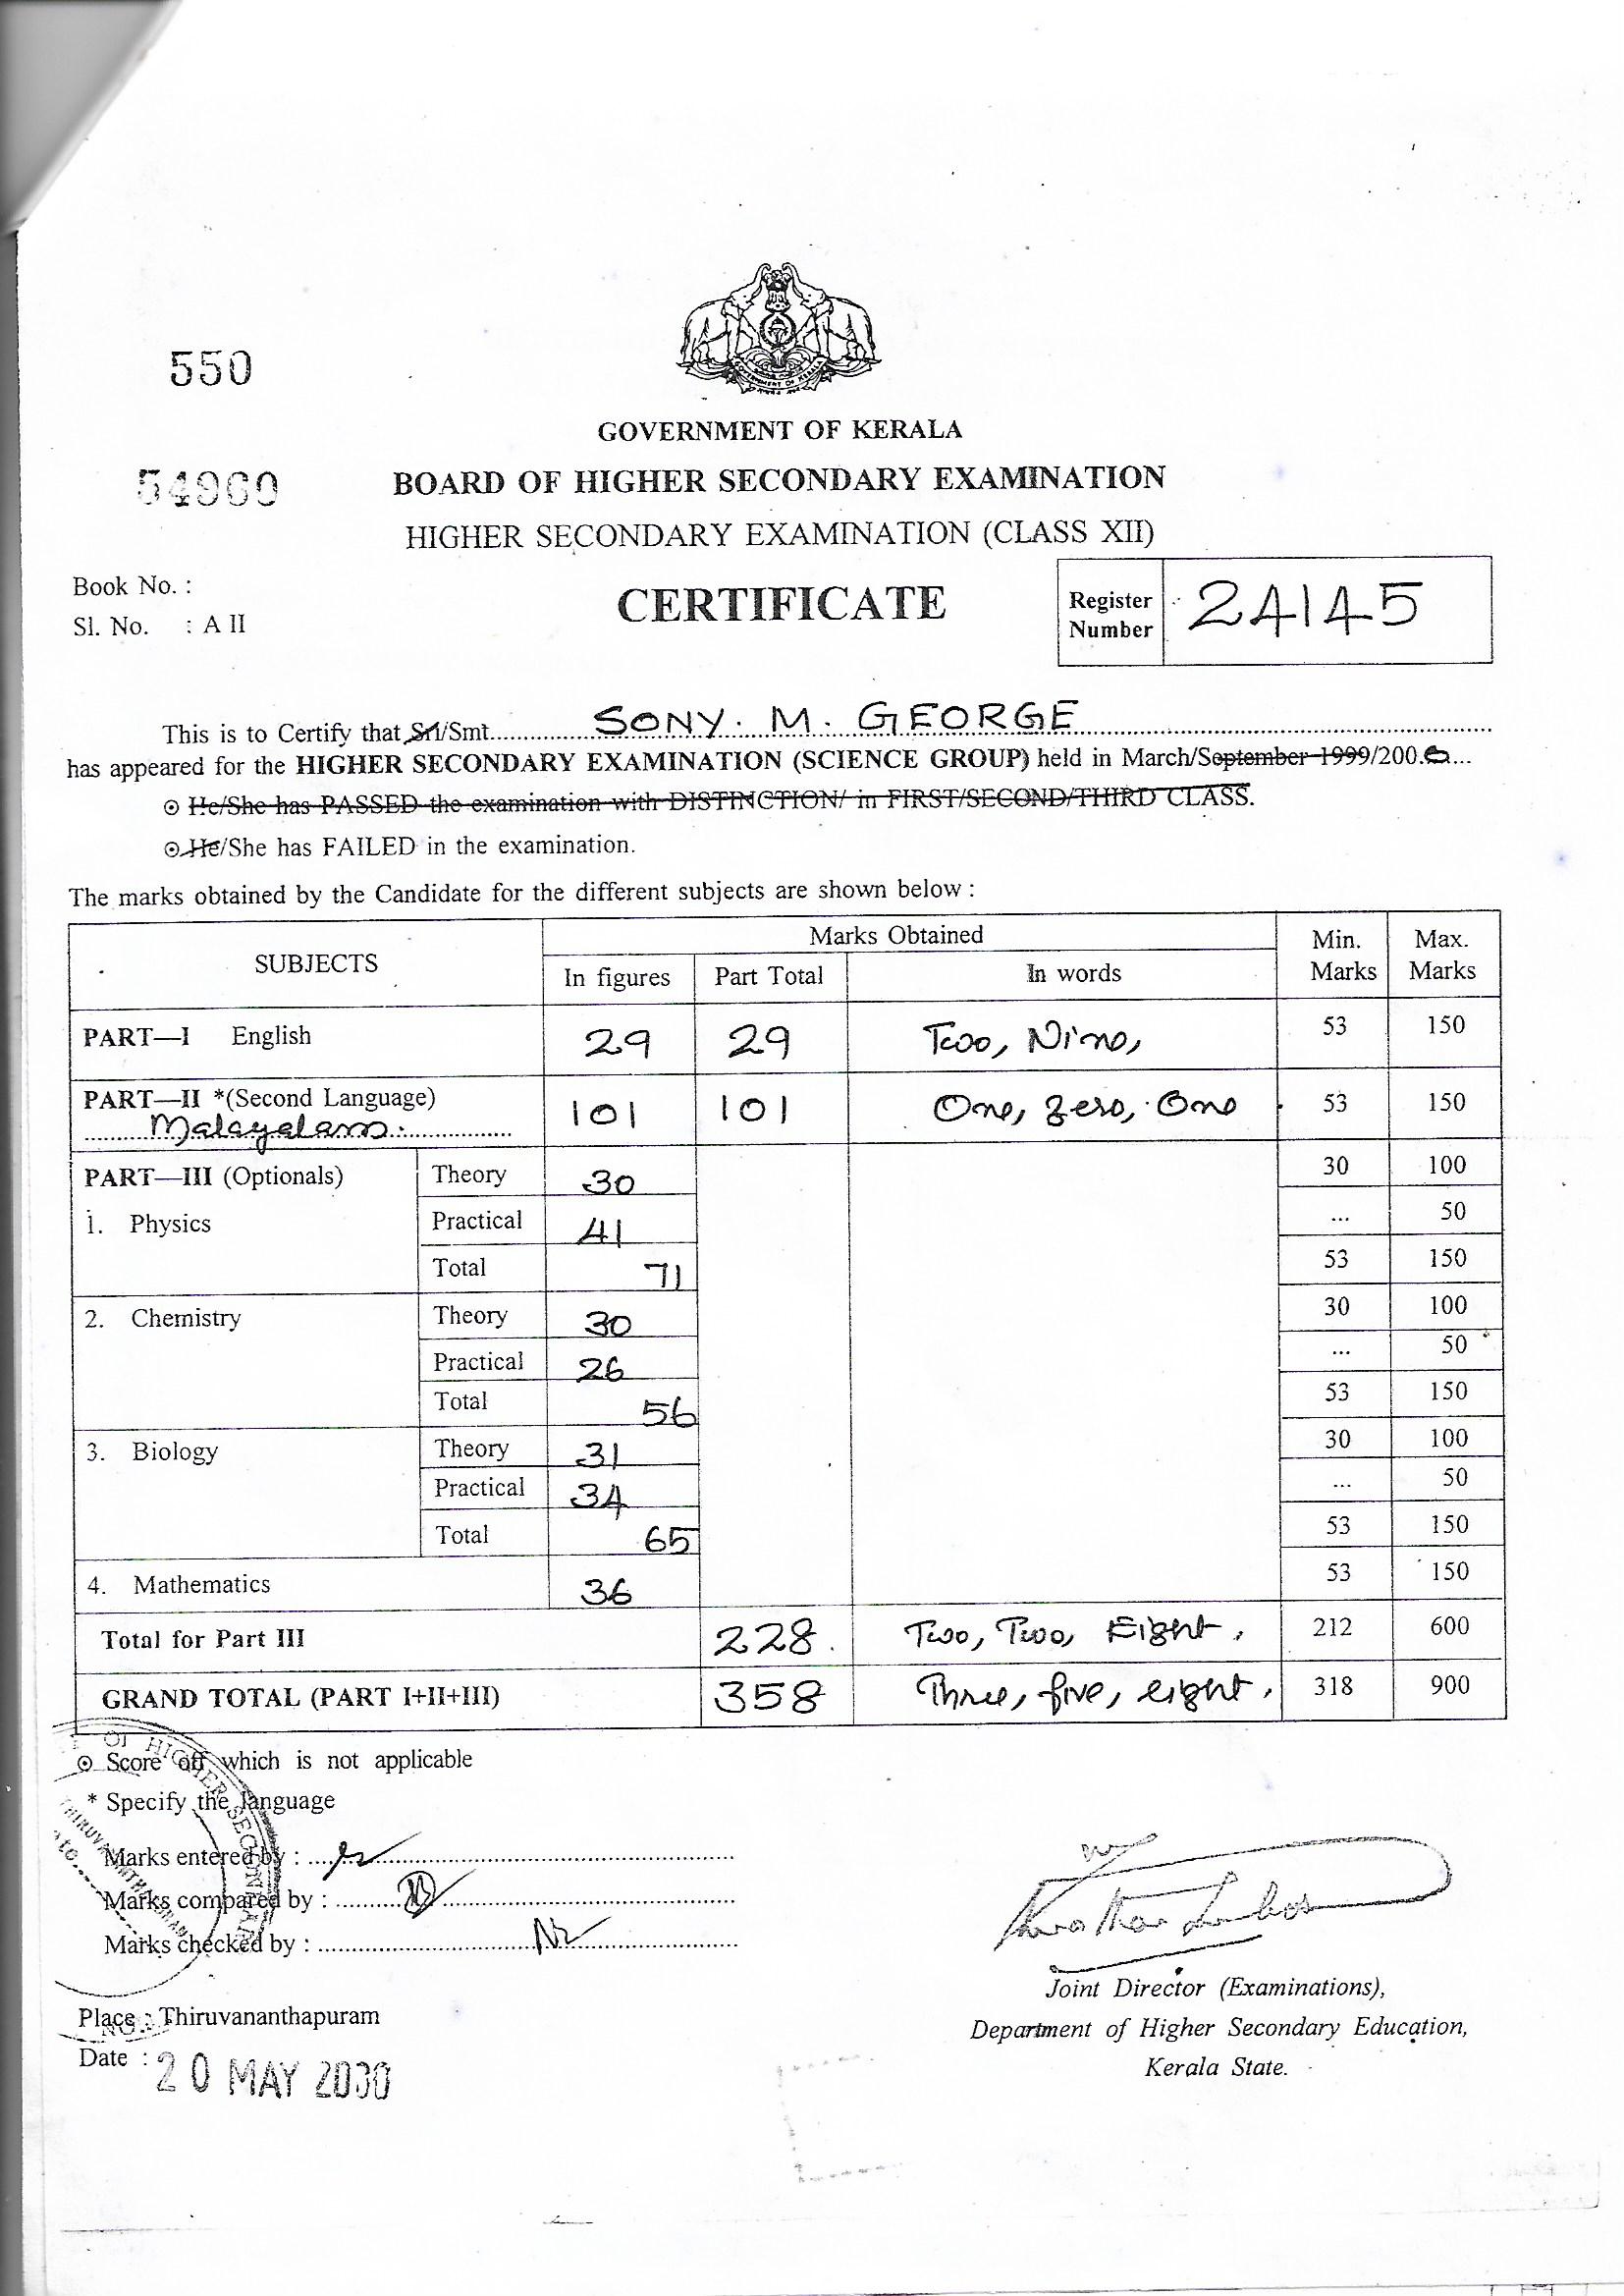 550
GOVERNMENT OF KERALA
54960
BOARD OF HIGHER SECONDARY EXAMINATION
HIGHER SECONDARY EXAMINATION (CLASS XII)
Book No. :
CERTIFICATE
Register Number 24145
Sl. No. : A II
This is to Certify that Sri/Smt. SONY. M. GEORGE
has appeared for the HIGHER SECONDARY EXAMINATION (SCIENCE GROUP) held in March/September 1999/200.0...
He/She has PASSED the examination with DISTINCTION/ in FIRST/SECOND/THIRD CLASS.
He/She has FAILED in the examination.
The marks obtained by the Candidate for the different subjects are shown below :
SUBJECTS Marks Obtained Min. Marks Max. Marks
In figures Part Total In words
PART—I English 29 29 Two, Nine, 53 150
PART—II *(Second Language) 101 101 One, Zero, One 53 150
Malayalam.
PART—III (Optionals) Theory 30 30 100
1. Physics Practical 41 ... 50
Total 71 53 150
2. Chemistry Theory 30 30 100
Practical 26 ... 50
Total 56 53 150
3. Biology Theory 31 30 100
Practical 34 ... 50
Total 65 53 150
4. Mathematics 36 53 150
Total for Part III 228. Two, Two, Eight, 212 600
GRAND TOTAL (PART I+II+III) 358 Three, five, eight, 318 900
Score off which is not applicable
* Specify the language
Marks entered by :
Marks compared by :
Marks checked by :
Joint Director (Examinations),
Place : Thiruvananthapuram
Department of Higher Secondary Education,
Date : 20 MAY 2000
Kerala State.